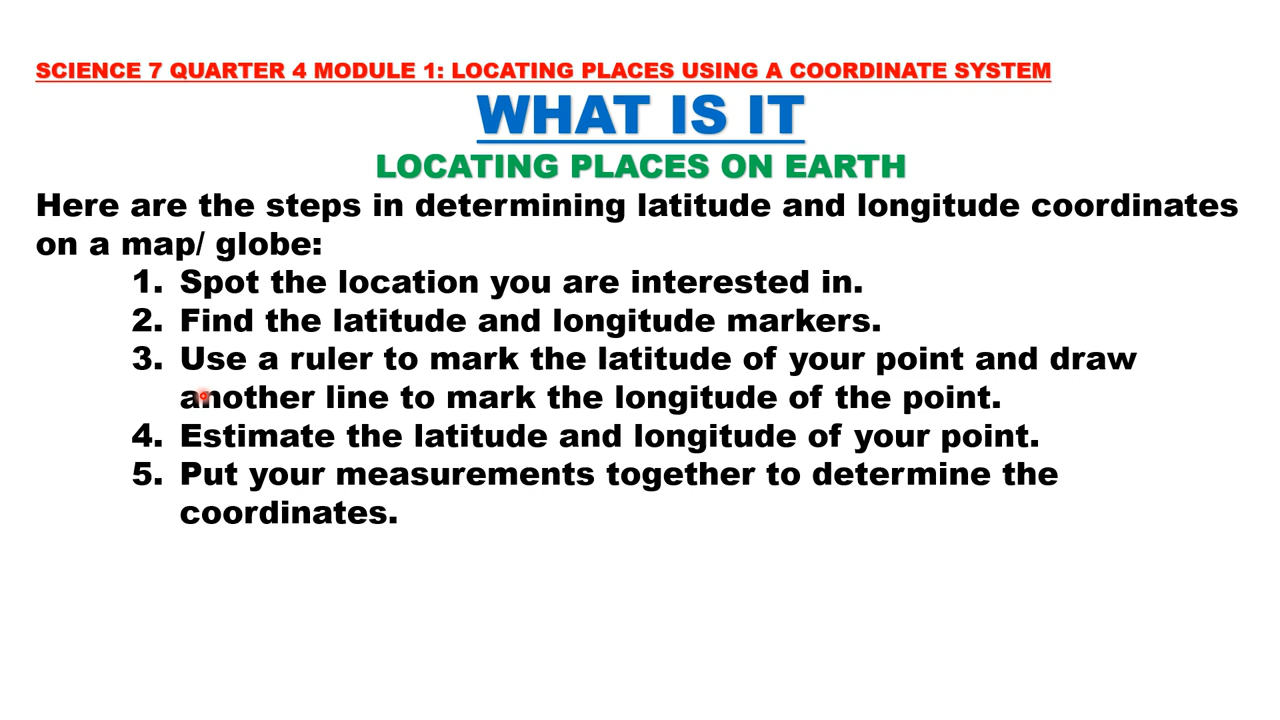 SCIENCE 7 QUARTER 4 MODULE 1: LOCATING PLACES USING A COORDINATE SYSTEM
WHAT IS IT
LOCATING PLACES ON EARTH
Here are the steps in determining latitude and longitude coordinates
on a map/ globe:
1. Spot the location you are interested in.
2. Find the latitude and longitude markers.
3. Use a ruler to mark the latitude of your point and draw
another line to mark the longitude of the point.
4. Estimate the latitude and longitude of your point.
5. Put your measurements together to determine the
coordinates.